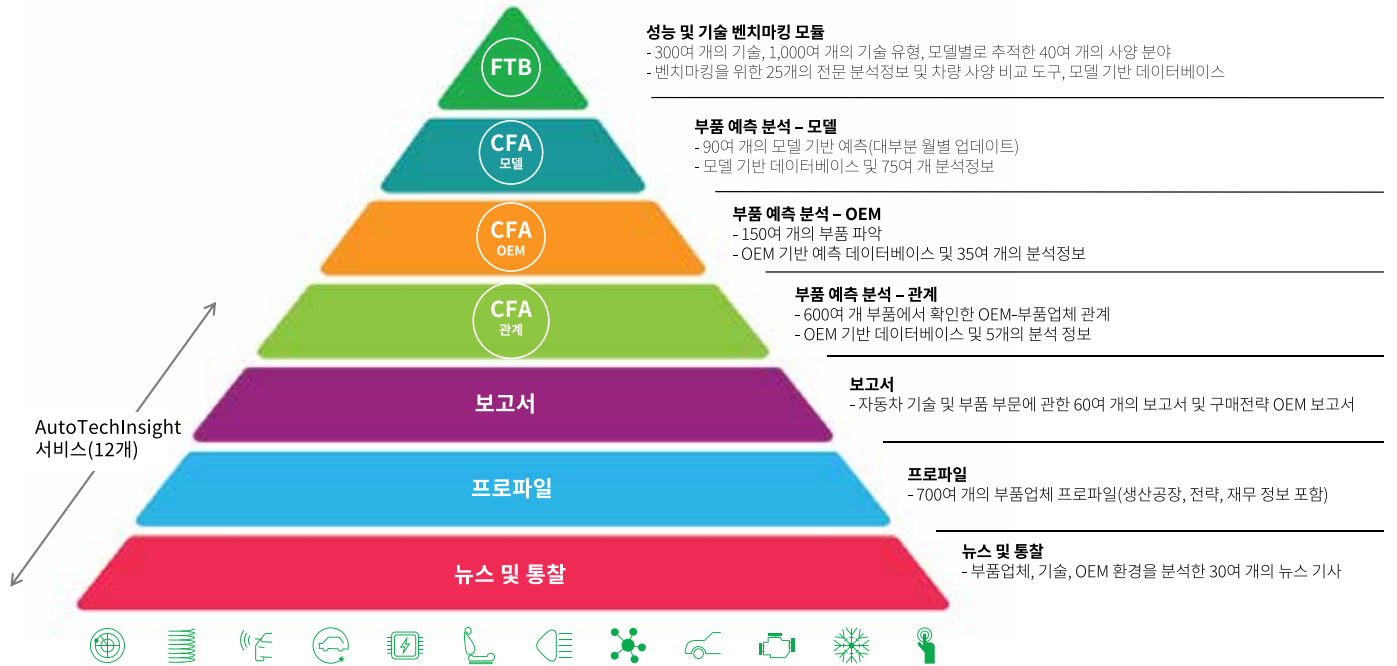 FTB
성능 및 기술 벤치마킹 모듈
- 300여 개의 기술, 1,000여 개의 기술 유형, 모델별로 추적한 40여 개의 사양 분야
- 벤치마킹을 위한 25개의 전문 분석정보 및 차량 사양 비교 도구, 모델 기반 데이터베이스
CFA
모델
부품 예측 분석 – 모델
- 90여 개의 모델 기반 예측(대부분 월별 업데이트)
- 모델 기반 데이터베이스 및 75여 개 분석정보
CFA
OEM
부품 예측 분석 – OEM
- 150여 개의 부품 파악
- OEM 기반 예측 데이터베이스 및 35여 개의 분석정보
CFA
관계
부품 예측 분석 – 관계
- 600여 개 부품에서 확인한 OEM-부품업체 관계
- OEM 기반 데이터베이스 및 5개의 분석 정보
보고서
보고서
- 자동차 기술 및 부품 부문에 관한 60여 개의 보고서 및 구매전략 OEM 보고서
AutoTechInsight
서비스(12개)
프로파일
프로파일
- 700여 개의 부품업체 프로파일(생산공장, 전략, 재무 정보 포함)
뉴스 및 통찰
뉴스 및 통찰
- 부품업체, 기술, OEM 환경을 분석한 30여 개의 뉴스 기사